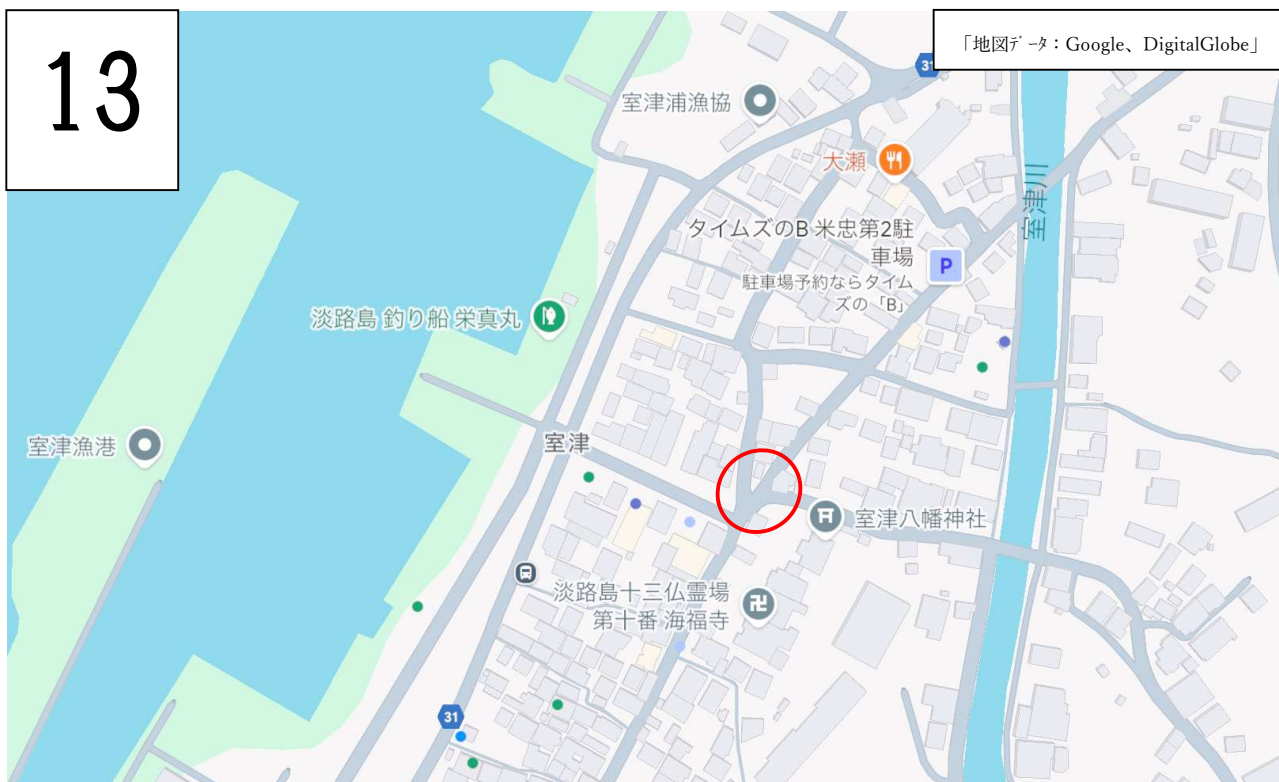 13
「地図ﾃﾞｰﾀ：Google、DigitalGlobe」
31
室津浦漁協
大瀬
室津川
タイムズのB 米忠第2駐
車場
P
駐車場予約ならタイム
ズの「B」
淡路島 釣り船 栄真丸
室津漁港
室津
室津八幡神社
淡路島十三仏霊場
第十番 海福寺
31